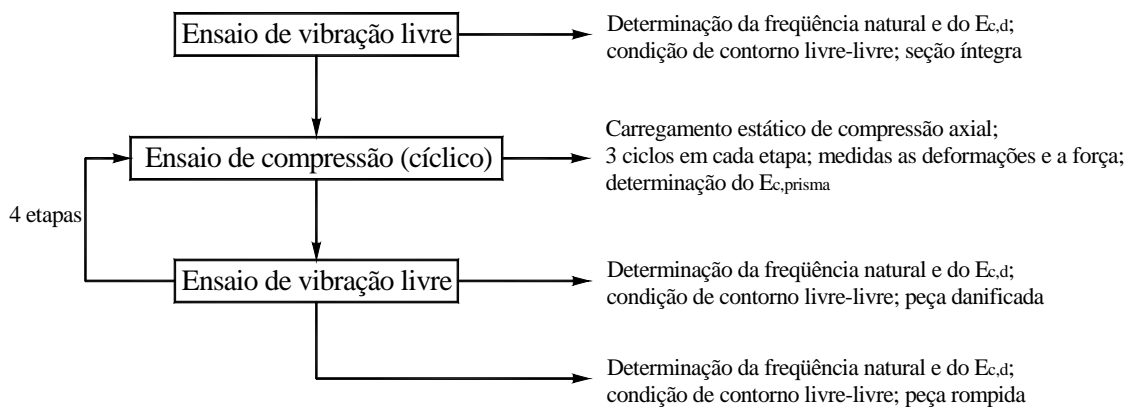 Ensaio de vibração livre
Determinação da freqüência natural e do Ec,d;
condição de contorno livre-livre; seção íntegra
Ensaio de compressão (cíclico)
Carregamento estático de compressão axial;
3 ciclos em cada etapa; medidas as deformações e a força;
determinação do Ec,prisma
4 etapas
Ensaio de vibração livre
Determinação da freqüência natural e do Ec,d;
condição de contorno livre-livre; peça danificada
Determinação da freqüência natural e do Ec,d;
condição de contorno livre-livre; peça rompida